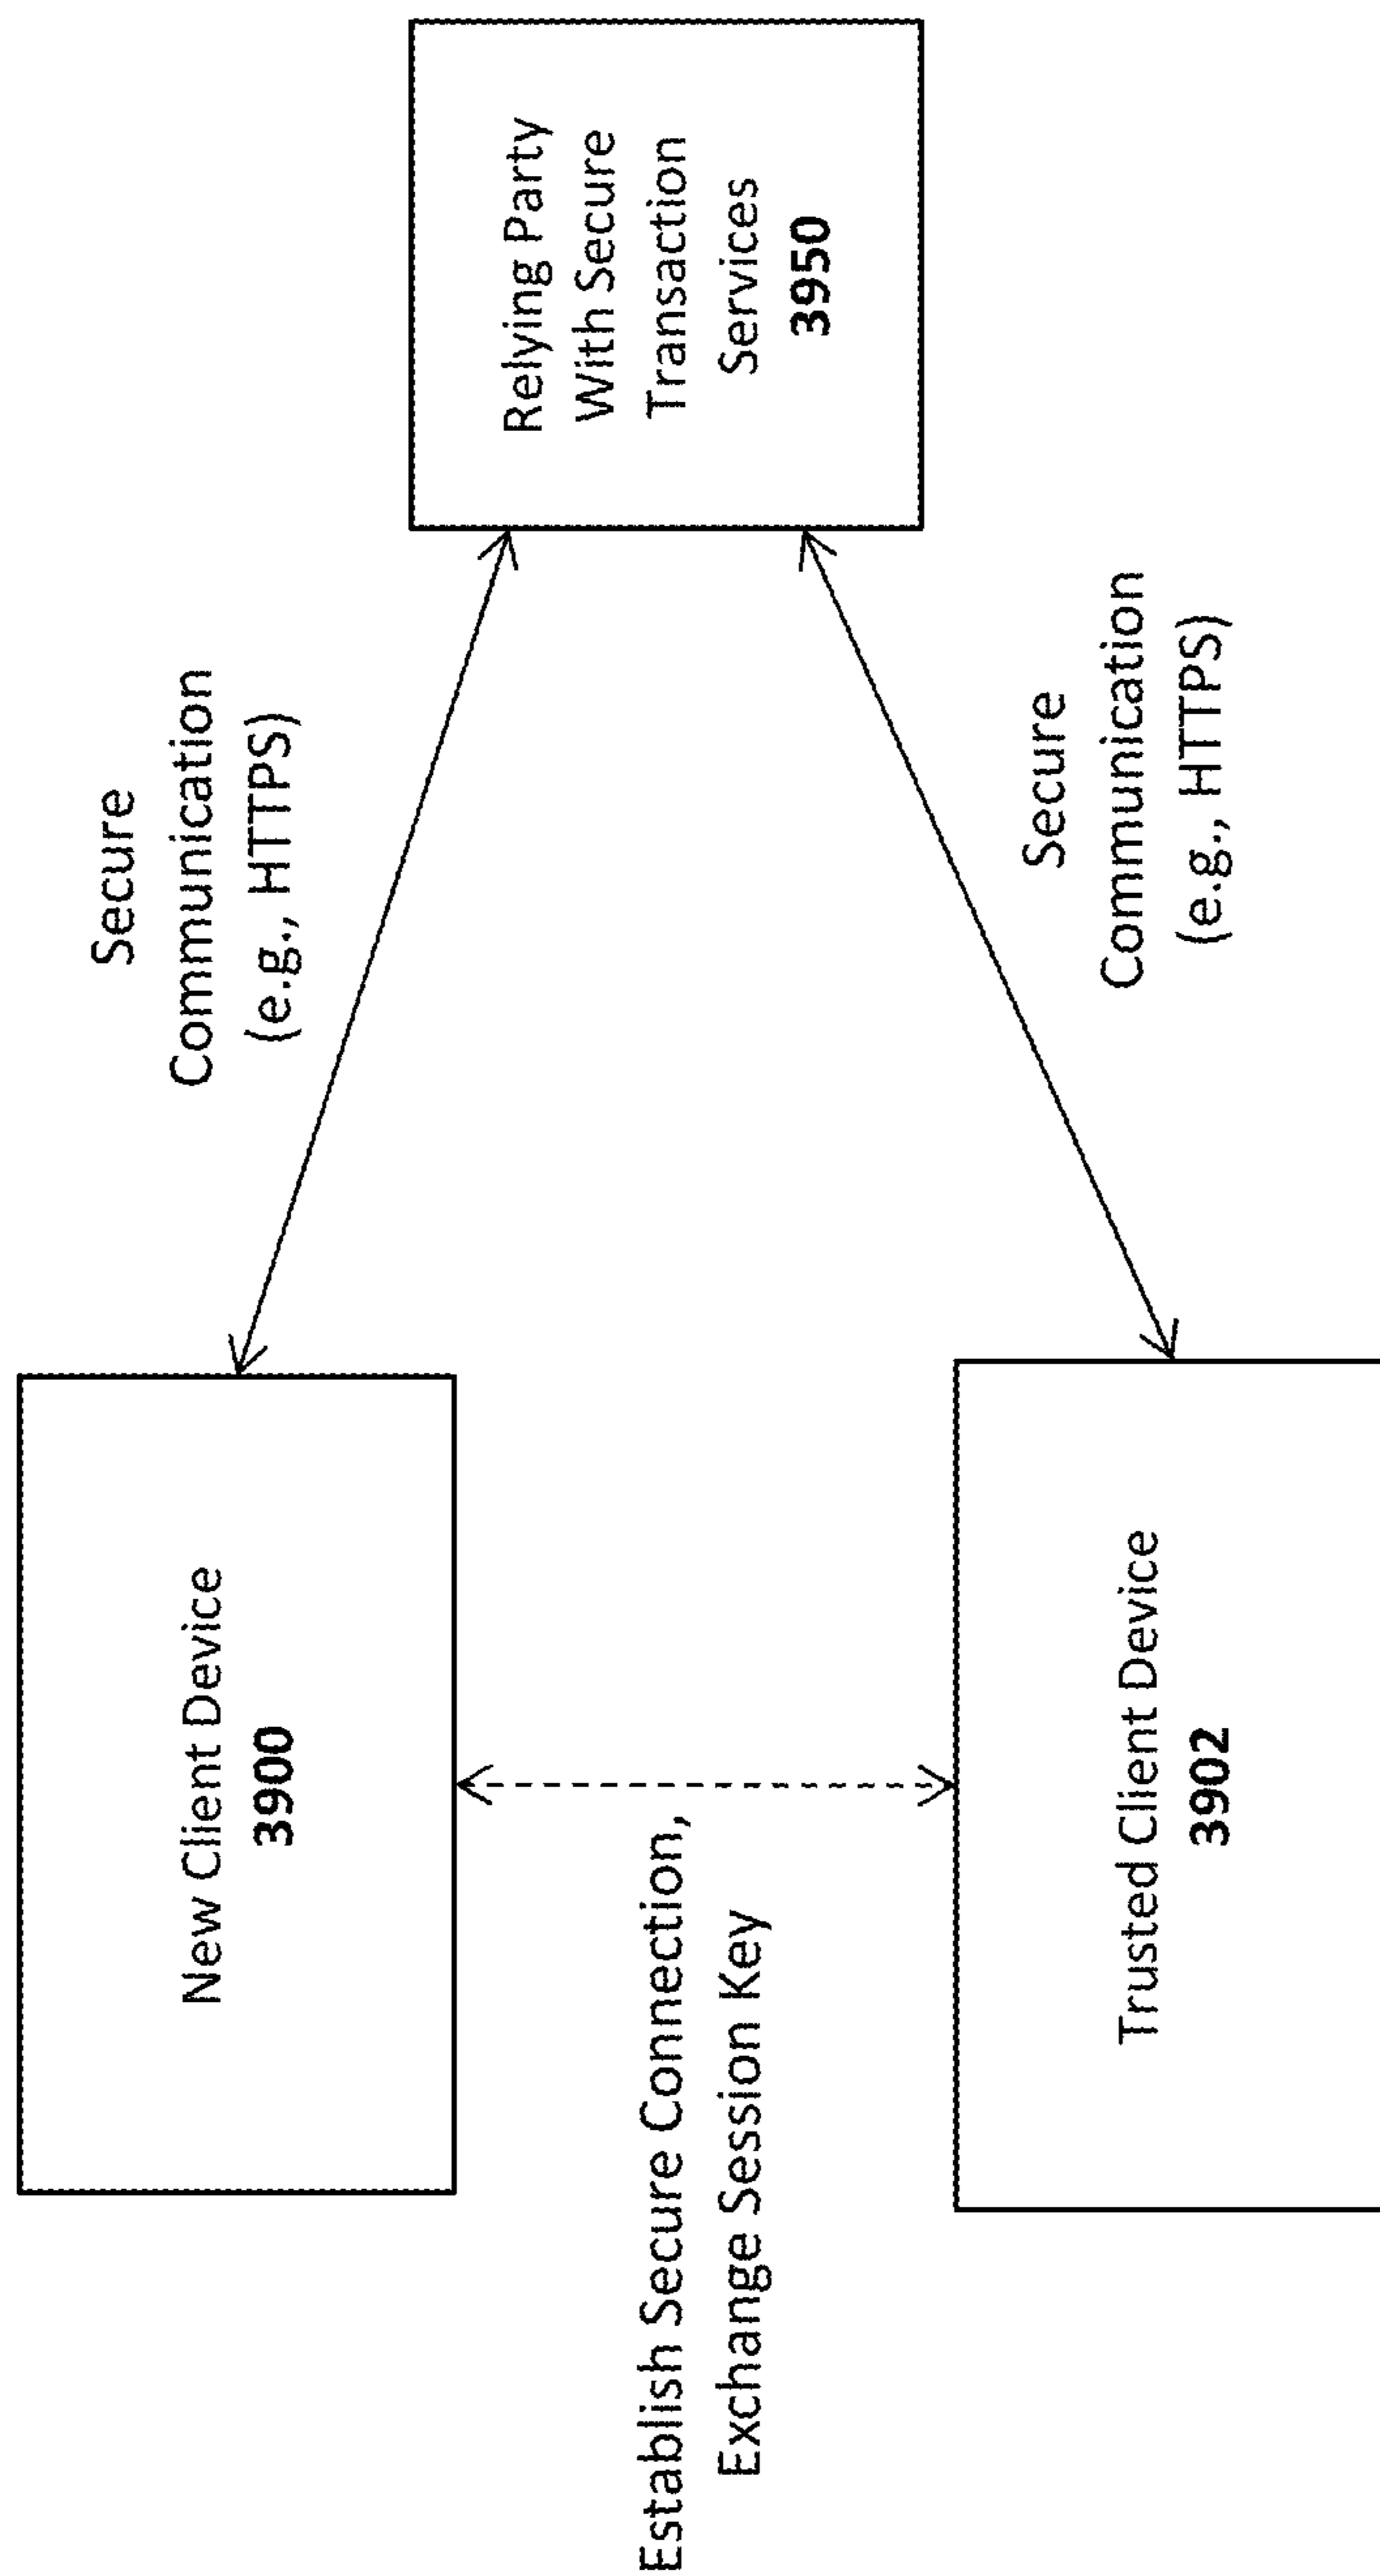 New Client Device
3900
Secure
Communication
(e.g., HTTPS)
Establish Secure Connection,
Exchange Session Key
Relying Party
With Secure
Transaction
Services
3950
Trusted Client Device
3902
Secure
Communication
(e.g., HTTPS)